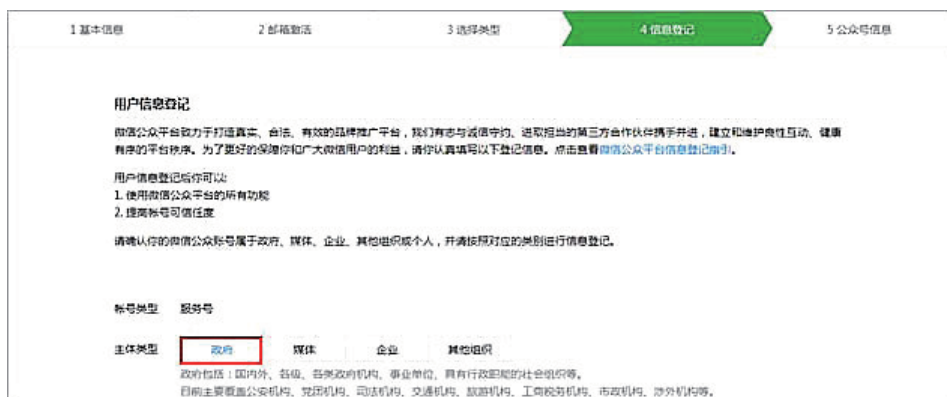 1 基本信息 2 邮箱激活 3 选择类型 4 信息登记 5 公众号信息
用户信息登记
微信公众平台致力于打造真实、合法、有效的品牌推广平台，我们有志与诚信守约、进取担当的第三方合作伙伴携手并进，建立和维护良性互动、健康
有序的平台秩序。为了更好的保障你和广大微信用户的利益，请你认真填写以下登记信息。点击查看微信公众平台信息登记指引。
用户信息登记后你可以:
1. 使用微信公众平台的所有功能
2. 提高帐号可信任度
请确认你的微信公众账号属于政府、媒体、企业、其他组织或个人，并请按照对应的类别进行信息登记。
帐号类型 服务号
主体类型 政府 媒体 企业 其他组织
政府包括：国内外、各级、各类政府机构、事业单位、具有行政职能的社会组织等。
目前主要覆盖公安机构、党团机构、司法机构、交通机构、旅游机构、工商税务机构、市政机构、涉外机构等。